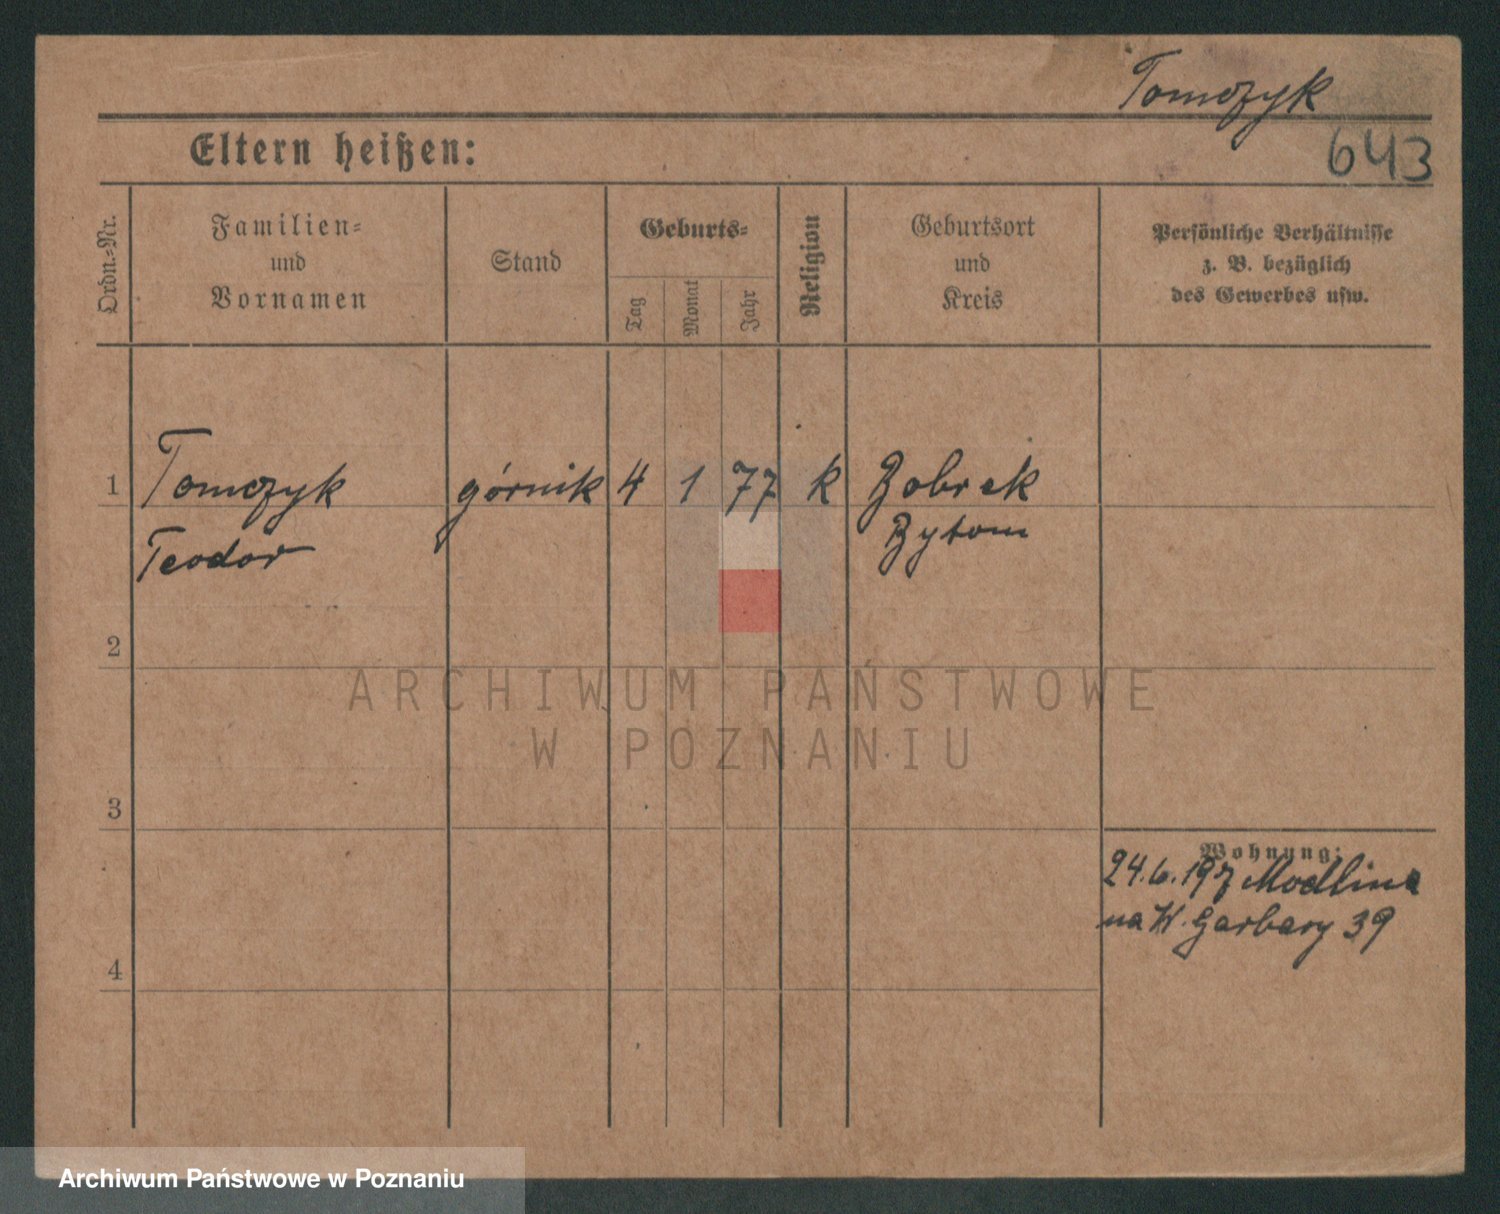 Tomczyk
643
Eltern heißen:
Ordn.-Nr.
Familien-
und
Vornamen
Stand
Geburts-
Tag
Monat
Jahr
Religion
Geburtsort
und
Kreis
Persönliche Verhältnisse
z. B. bezüglich
des Gewerbes usw.
1 Tomczyk górnik 4 1 77 k Bobrek
Teodor Bytom
2
ARCHIWUM PAŃSTWOWE
W POZNANIU
3
Wohnung:
24.6.197 Modlina
na W. Garbary 39
4
Archiwum Państwowe w Poznaniu